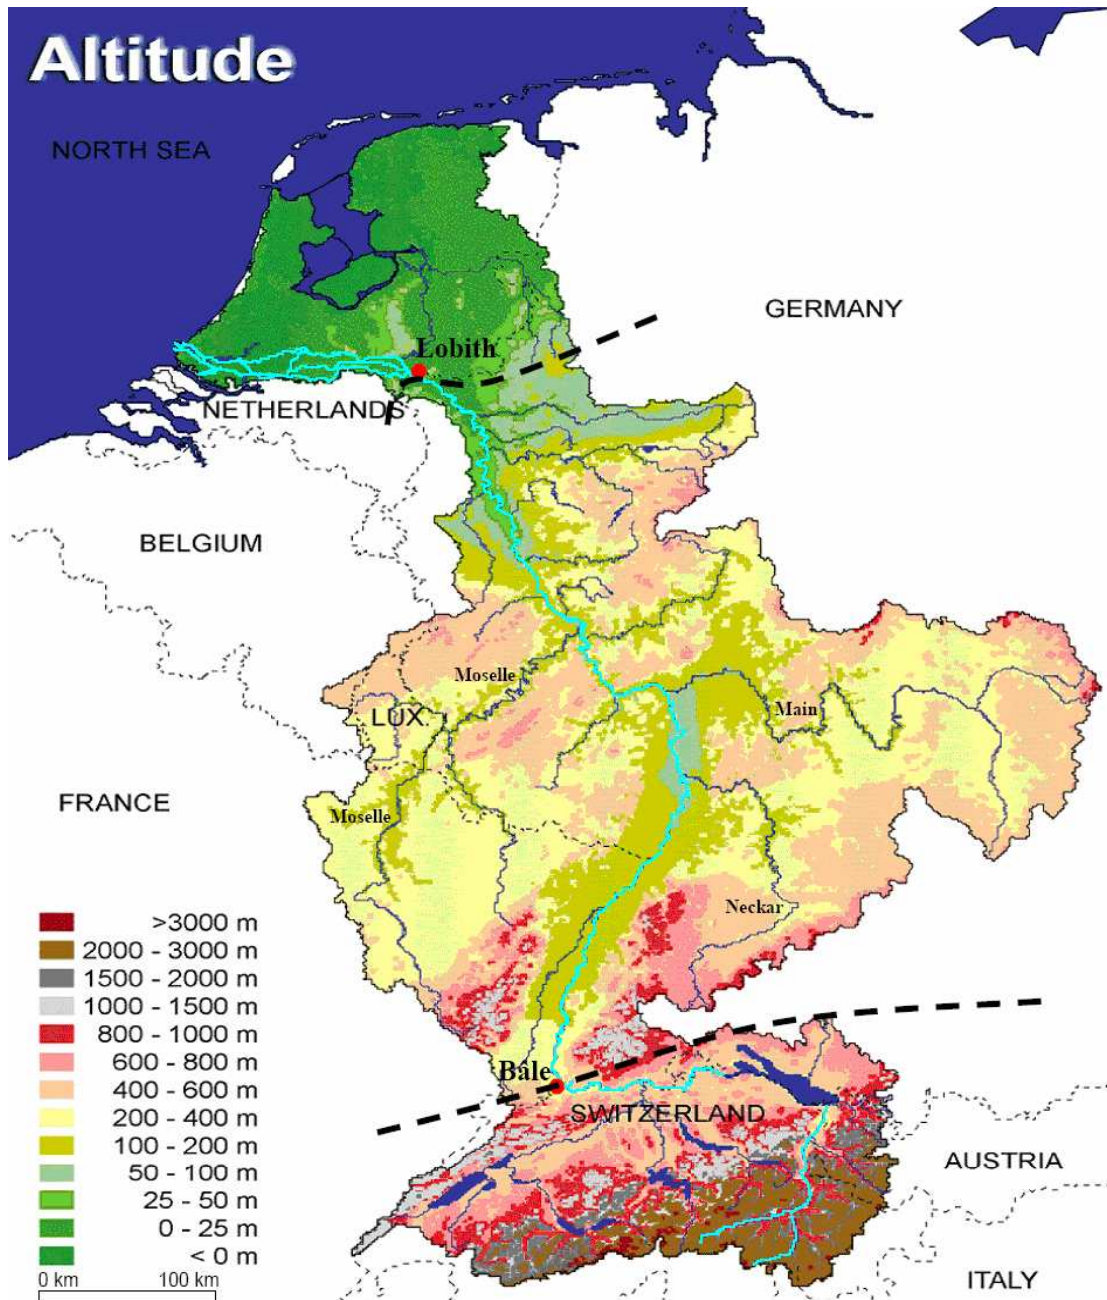 Altitude
NORTH SEA
GERMANY
Lobith
NETHERLANDS
BELGIUM
Moselle
LUX.
Main
FRANCE
Moselle
Neckar
>3000 m
2000 - 3000 m
1500 - 2000 m
1000 - 1500 m
800 - 1000 m
600 - 800 m
400 - 600 m
200 - 400 m
100 - 200 m
50 - 100 m
25 - 50 m
0 - 25 m
< 0 m
0 km 100 km
Bâle
SWITZERLAND
AUSTRIA
ITALY